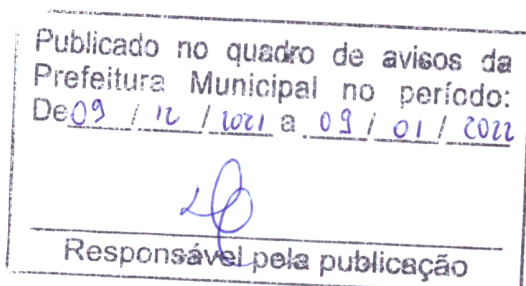 Publicado no quadro de avisos da
Prefeitura Municipal no período:
De 09 / 12 / 2021 a 09 / 01 / 2022
Responsável pela publicação